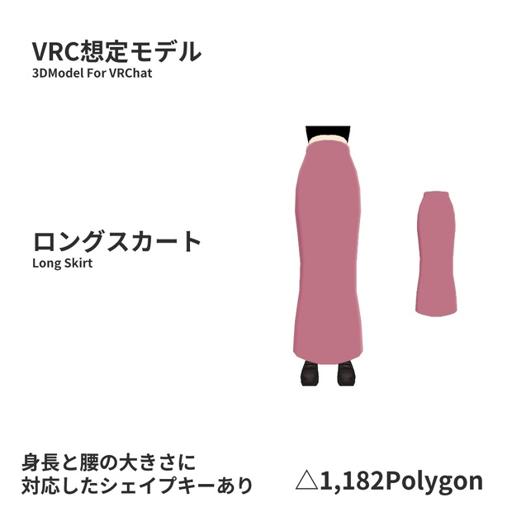 VRC想定モデル
3DModel For VRChat
ロングスカート
Long Skirt
身長と腰の大きさに
対応したシェイプキーあり
△1,182Polygon